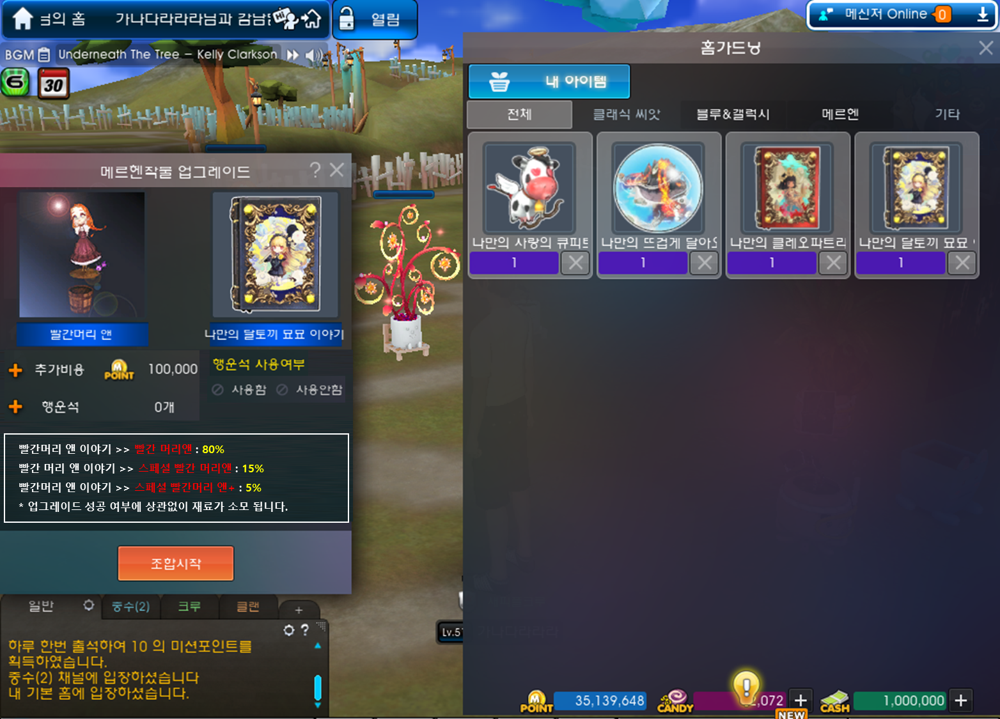 님의 홈 가나다라라라님과 감남
열림
메신저 Online 0
BGM Underneath The Tree – Kelly Clarkson
6
30
홈가드닝
내 아이템
전체 클래식 씨앗 블루&갤럭시 메르헨 기타
나만의 사랑의 큐피트 나만의 뜨겁게 달아오 나만의 클레오파트라 나만의 달토끼 묘묘
1 1 1 1
메르헨작물 업그레이드 ?
빨간머리 앤 나만의 달토끼 묘묘 이야기
추가비용 M POINT 100,000
행운석 0개
행운석 사용여부
사용함 사용안함
빨간머리 앤 이야기 >> 빨간 머리앤 : 80%
빨간 머리 앤 이야기 >> 스페셜 빨간 머리앤 : 15%
빨간머리 앤 이야기 >> 스페셜 빨간머리 앤+ : 5%
* 업그레이드 성공 여부에 상관없이 재료가 소모 됩니다.
조합시작
일반 중수(2) 크루 클랜 +
?
하루 한번 출석하여 10 의 미션포인트를
획득하였습니다.
중수(2) 채널에 입장하셨습니다
내 기본 홈에 입장하셨습니다.
Lv.51
M POINT 35,139,648 CANDY 2,072 + CASH 1,000,000 +
NEW